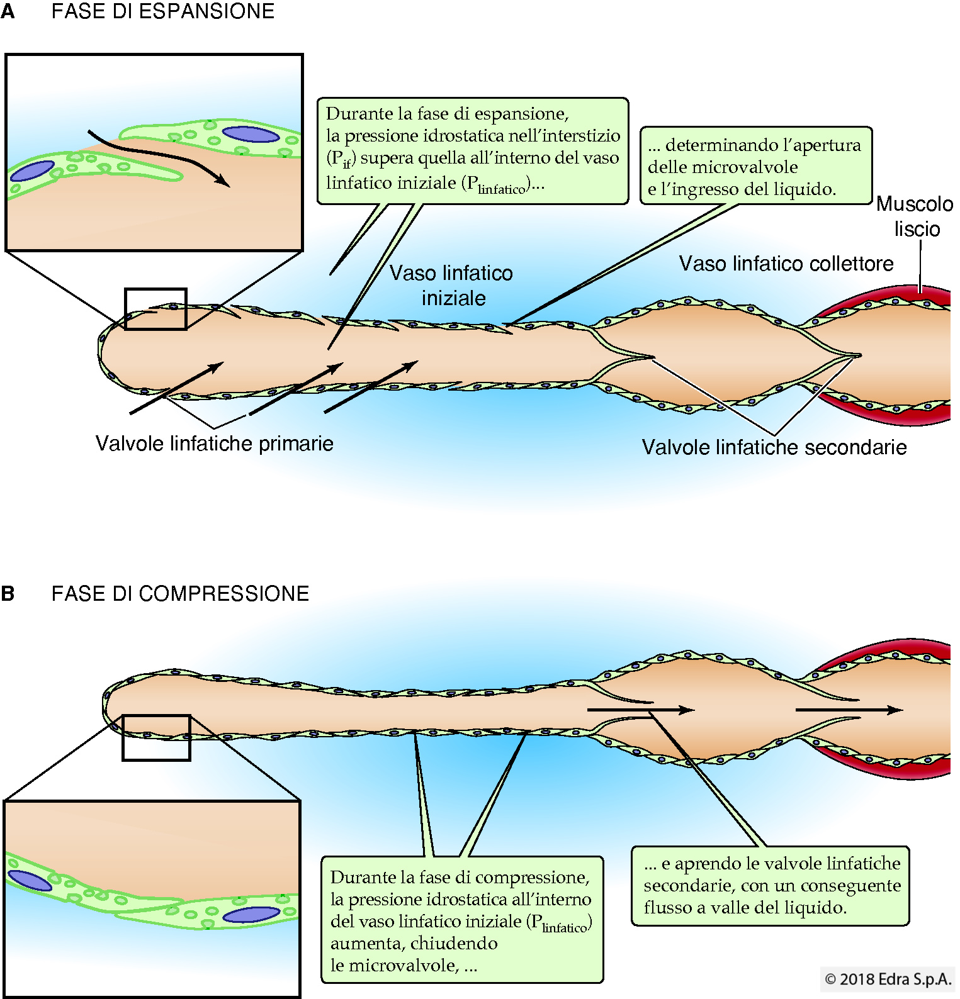 A FASE DI ESPANSIONE
Durante la fase di espansione,
la pressione idrostatica nell'interstizio
(Pif) supera quella all'interno del vaso
linfatico iniziale (Plinfatico)...
... determinando l'apertura
delle microvalvole
e l'ingresso del liquido.
Muscolo
liscio
Vaso linfatico
iniziale
Vaso linfatico collettore
Valvole linfatiche primarie
Valvole linfatiche secondarie
B FASE DI COMPRESSIONE
Durante la fase di compressione,
la pressione idrostatica all'interno
del vaso linfatico iniziale (Plinfatico)
aumenta, chiudendo
le microvalvole, ...
... e aprendo le valvole linfatiche
secondarie, con un conseguente
flusso a valle del liquido.
© 2018 Edra S.p.A.